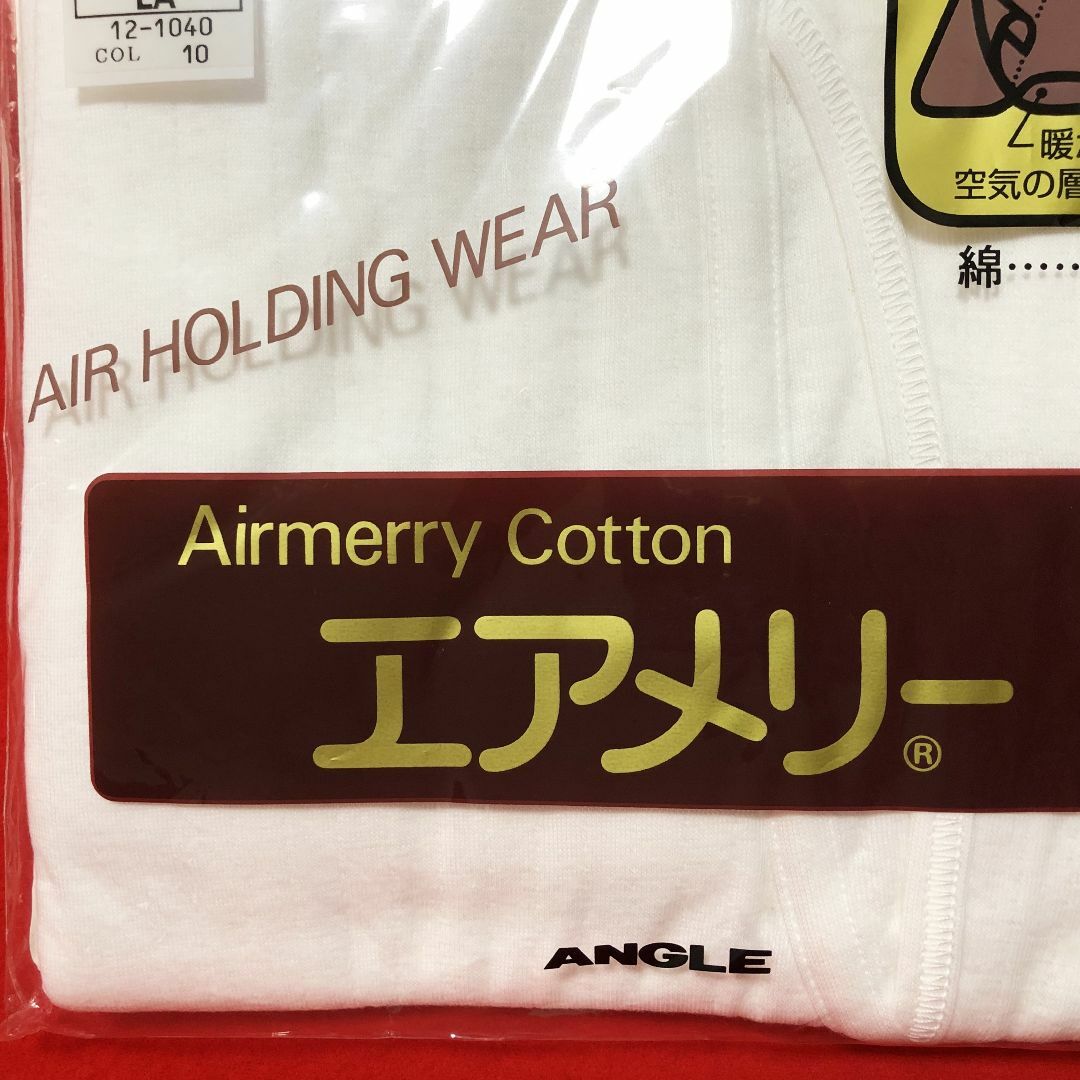 12-1040
COL 10
暖
空気の層
綿……
AIR HOLDING WEAR
Airmerry Cotton
エアメリー®
ANGLE